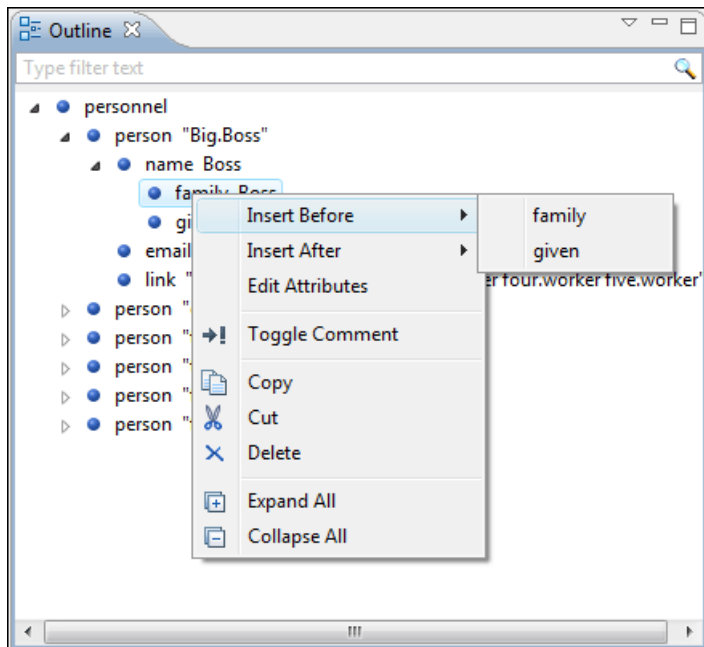 Outline
Type filter text
personnel
person "Big.Boss"
name Boss
family Boss
Insert Before
family
gi
given
email
Insert After
link "
er four.worker five.worker"
Edit Attributes
person "
person "
Toggle Comment
person "
person "
Copy
person "
Cut
Delete
Expand All
Collapse All